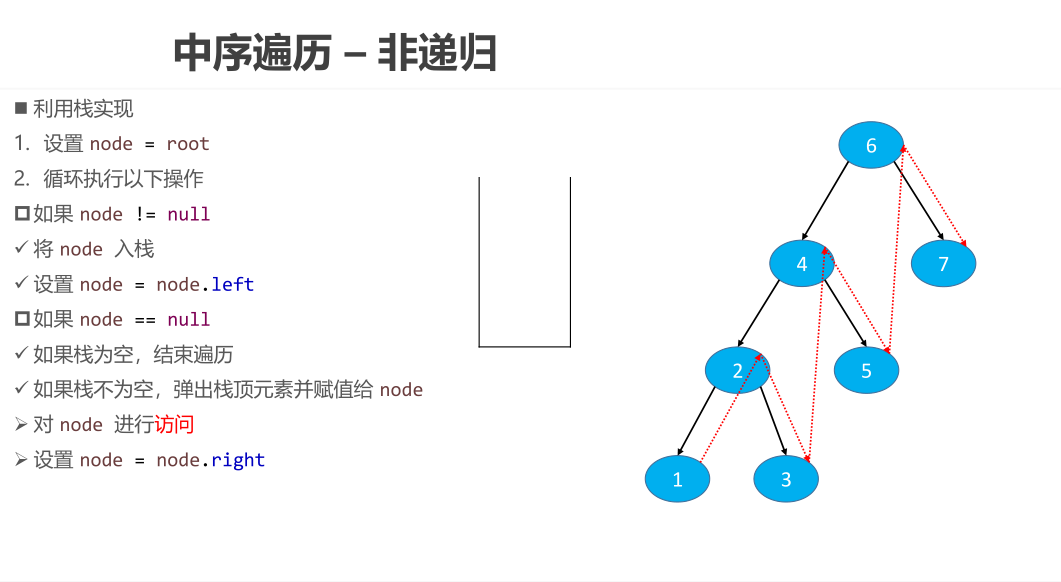 中序遍历 – 非递归
■ 利用栈实现
1. 设置 node = root
2. 循环执行以下操作
如果 node != null
✓ 将 node 入栈
✓ 设置 node = node.left
如果 node == null
✓ 如果栈为空，结束遍历
✓ 如果栈不为空，弹出栈顶元素并赋值给 node
➢ 对 node 进行访问
➢ 设置 node = node.right
6
4
7
2
5
1
3